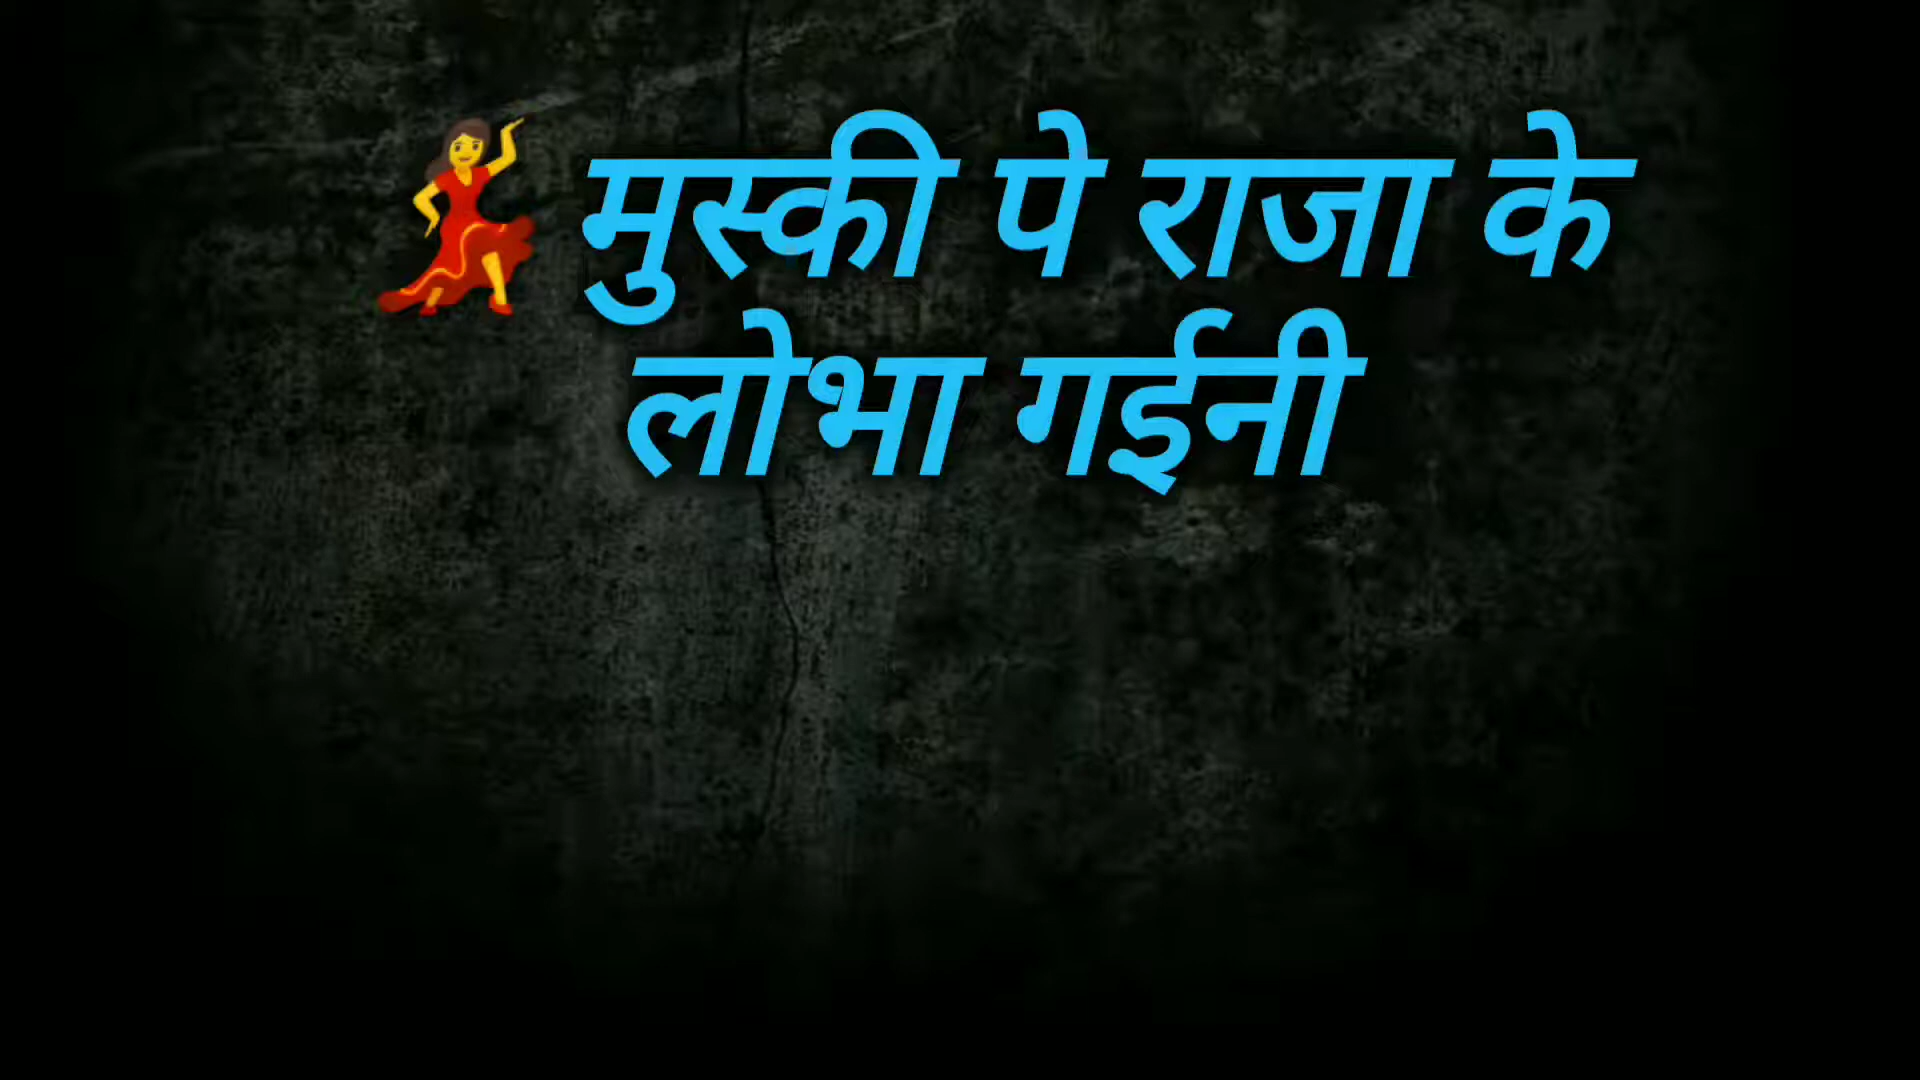 💃 मुस्की पे राजा के
लोभा गईनी